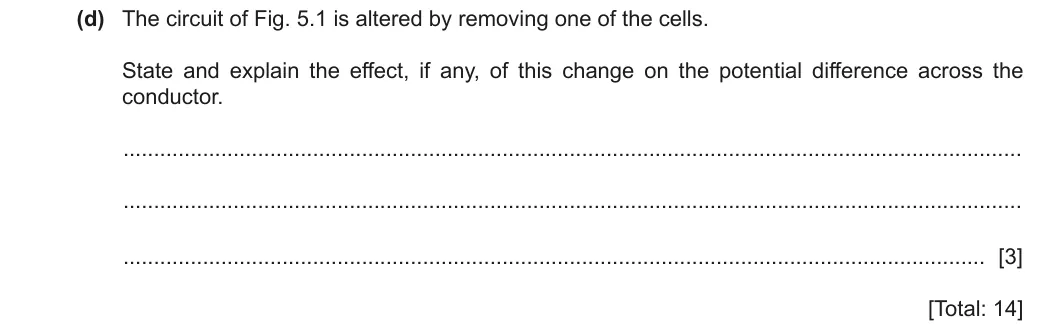 (d) The circuit of Fig. 5.1 is altered by removing one of the cells.
State and explain the effect, if any, of this change on the potential difference across the
conductor.
..........................................................................................................................................
..........................................................................................................................................
.................................................................................................................................... [3]
[Total: 14]